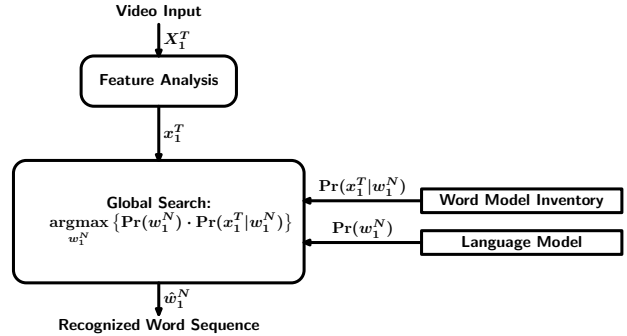 Video Input
X_1^T
Feature Analysis
x_1^T
Global Search:
argmax {Pr(w_1^N) · Pr(x_1^T|w_1^N)}
w_1^N
Pr(x_1^T|w_1^N)
Word Model Inventory
Pr(w_1^N)
Language Model
ŵ_1^N
Recognized Word Sequence